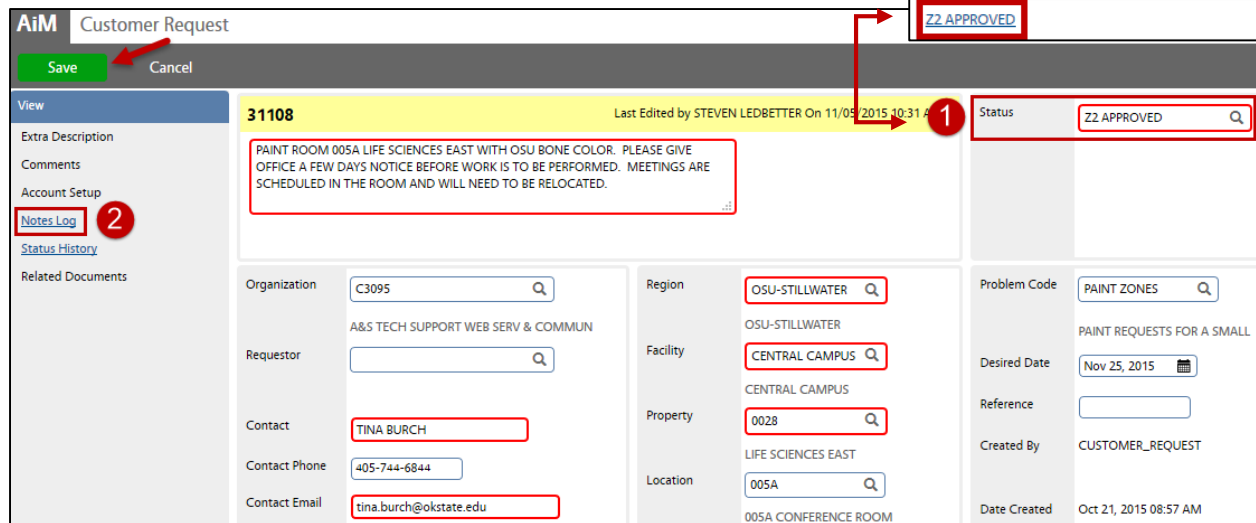 AiM Customer Request
Z2 APPROVED
Save Cancel
View
Extra Description
Comments
Account Setup
Notes Log 2
Status History
Related Documents
31108 Last Edited by STEVEN LEDBETTER On 11/05/2015 10:31 A
PAINT ROOM 005A LIFE SCIENCES EAST WITH OSU BONE COLOR. PLEASE GIVE
OFFICE A FEW DAYS NOTICE BEFORE WORK IS TO BE PERFORMED. MEETINGS ARE
SCHEDULED IN THE ROOM AND WILL NEED TO BE RELOCATED.
1 Status Z2 APPROVED
Organization C3095
A&S TECH SUPPORT WEB SERV & COMMUN
Requestor
Contact TINA BURCH
Contact Phone 405-744-6844
Contact Email tina.burch@okstate.edu
Region OSU-STILLWATER
OSU-STILLWATER
Facility CENTRAL CAMPUS
CENTRAL CAMPUS
Property 0028
LIFE SCIENCES EAST
Location 005A
005A CONFERENCE ROOM
Problem Code PAINT ZONES
PAINT REQUESTS FOR A SMALL
Desired Date Nov 25, 2015
Reference
Created By CUSTOMER_REQUEST
Date Created Oct 21, 2015 08:57 AM